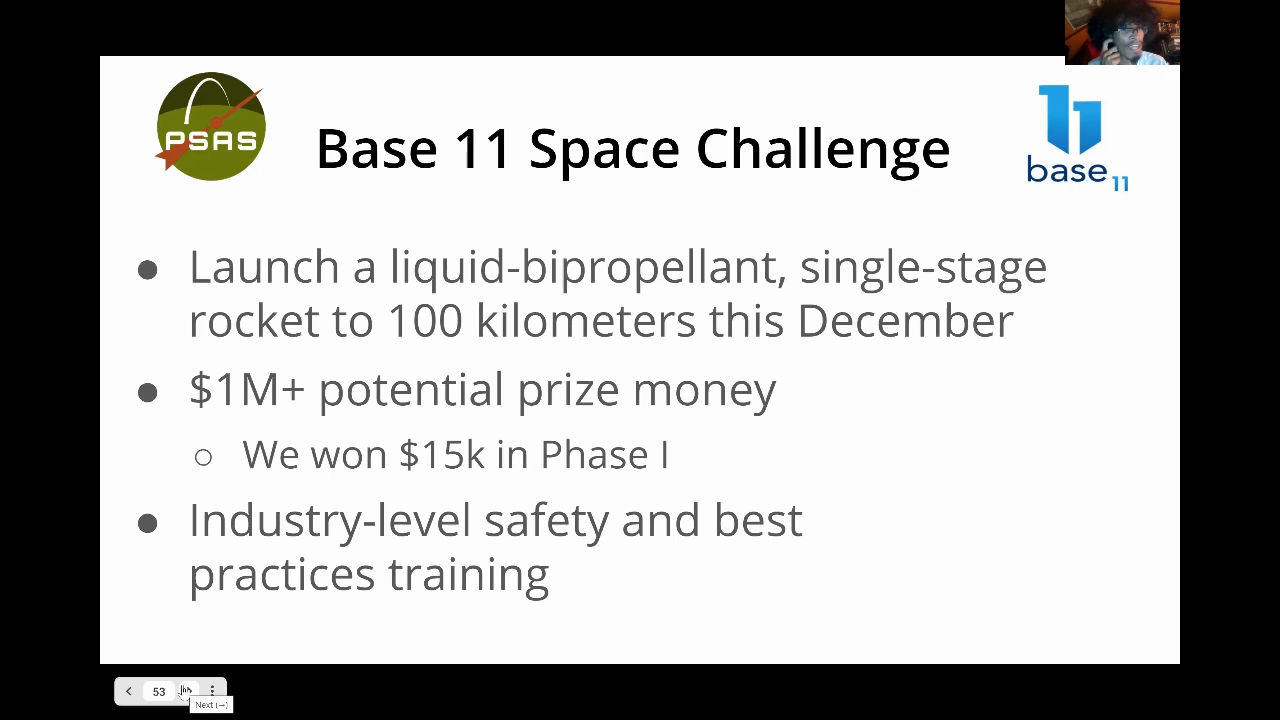 PSAS
Base 11 Space Challenge
base 11
● Launch a liquid-bipropellant, single-stage
rocket to 100 kilometers this December
● $1M+ potential prize money
○ We won $15k in Phase I
● Industry-level safety and best
practices training
53
Next (→)